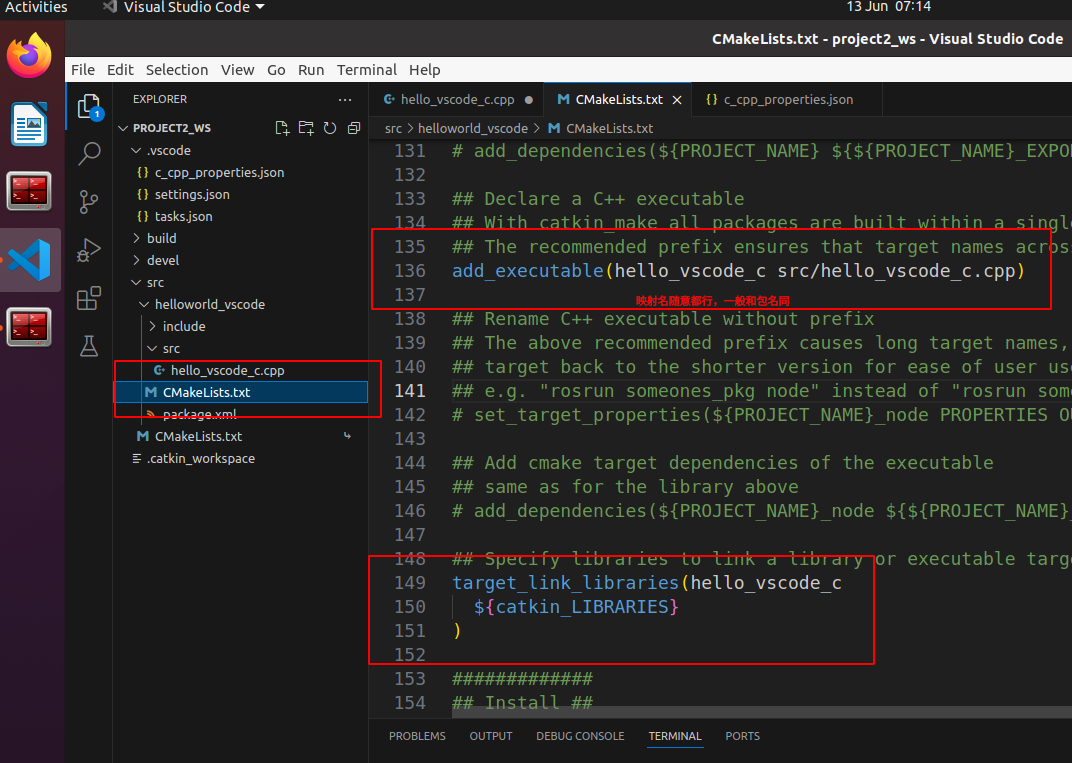 Activities
Visual Studio Code
13 Jun 07:14
CMakeLists.txt - project2_ws - Visual Studio Code
File Edit Selection View Go Run Terminal Help
1
EXPLORER
PROJECT2_WS
.vscode
c_cpp_properties.json
settings.json
tasks.json
build
devel
src
helloworld_vscode
include
src
hello_vscode_c.cpp
CMakeLists.txt
package.xml
CMakeLists.txt
.catkin_workspace
hello_vscode_c.cpp
CMakeLists.txt
c_cpp_properties.json
src > helloworld_vscode > CMakeLists.txt
131 # add_dependencies(${PROJECT_NAME} ${${PROJECT_NAME}_EXPO
132
133 ## Declare a C++ executable
134 ## With catkin_make all packages are built within a single
135 ## The recommended prefix ensures that target names acros
136 add_executable(hello_vscode_c src/hello_vscode_c.cpp)
137
映射名随意都行，一般和包名同
138 ## Rename C++ executable without prefix
139 ## The above recommended prefix causes long target names,
140 ## target back to the shorter version for ease of user us
141 ## e.g. "rosrun someones_pkg node" instead of "rosrun som
142 # set_target_properties(${PROJECT_NAME}_node PROPERTIES OU
143
144 ## Add cmake target dependencies of the executable
145 ## same as for the library above
146 # add_dependencies(${PROJECT_NAME}_node ${${PROJECT_NAME}_
147
148 ## Specify libraries to link a library or executable targ
149 target_link_libraries(hello_vscode_c
150 ${catkin_LIBRARIES}
151 )
152
153 #############
154 ## Install ##
PROBLEMS OUTPUT DEBUG CONSOLE TERMINAL PORTS